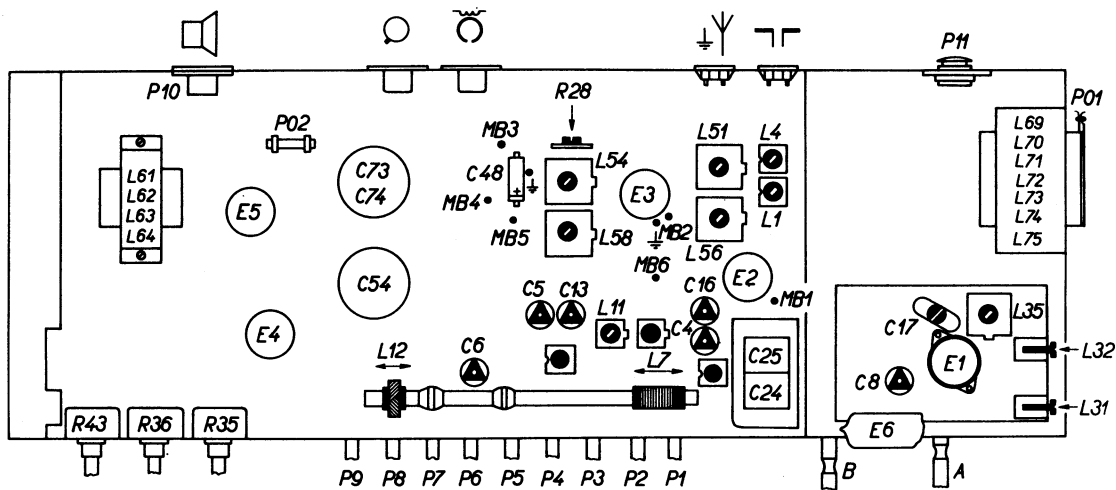 P11
P10
R28
P01
P02
MB3
L51
L4
L69
L70
L71
L72
L73
L74
L75
L54
C73
C74
C48
L61
L62
L63
L64
E5
MB4
E3
MB5
L58
MB2
L1
L56
MB6
E2
C54
C5
C13
C16
MB1
L11
C4
C17
L35
E4
L12
C6
L7
C25
C24
E1
L32
C8
L31
R43
R36
R35
E6
P9
P8
P7
P6
P5
P4
P3
P2
P1
B
A